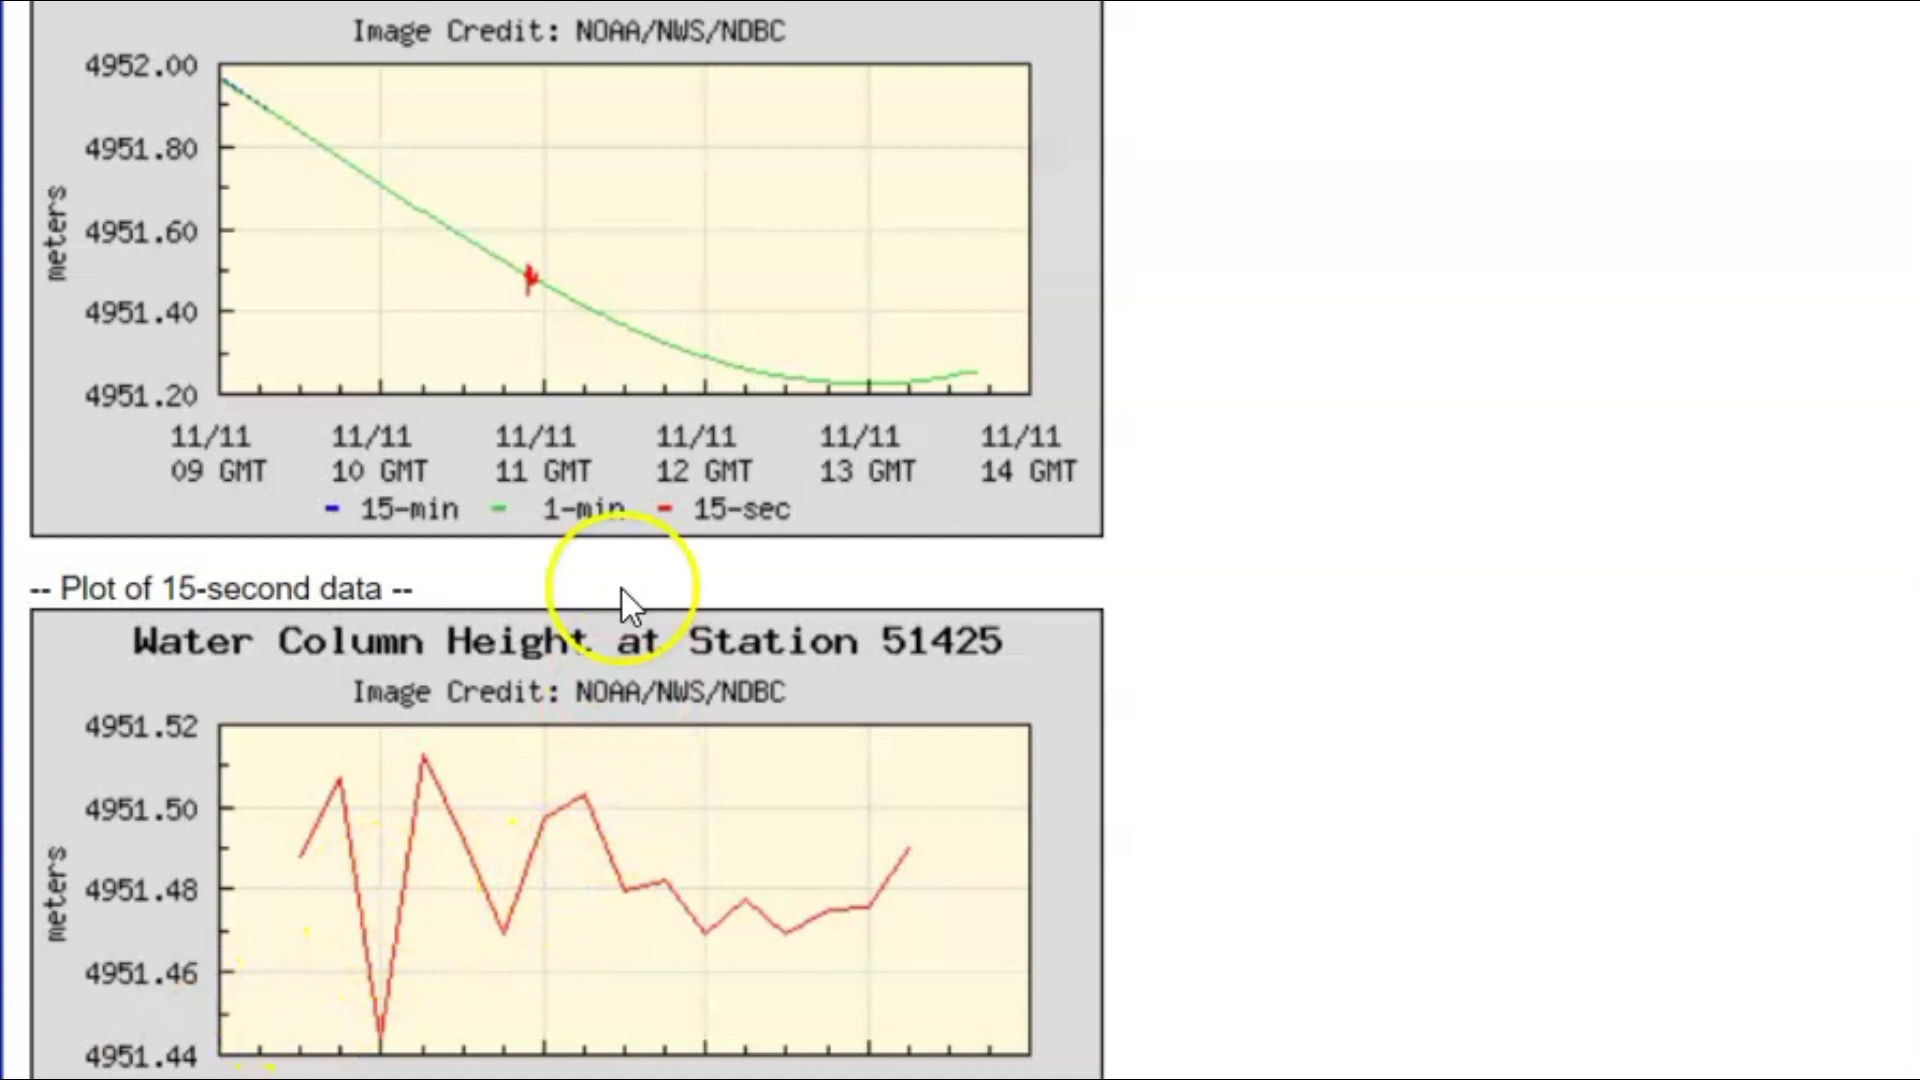 Image Credit: NOAA/NWS/NDBC
4952.00
4951.80
4951.60
4951.40
4951.20
meters
11/11 11/11 11/11 11/11 11/11 11/11
09 GMT 10 GMT 11 GMT 12 GMT 13 GMT 14 GMT
15-min 1-min 15-sec
-- Plot of 15-second data --
Water Column Height at Station 51425
Image Credit: NOAA/NWS/NDBC
4951.52
4951.50
4951.48
4951.46
4951.44
meters